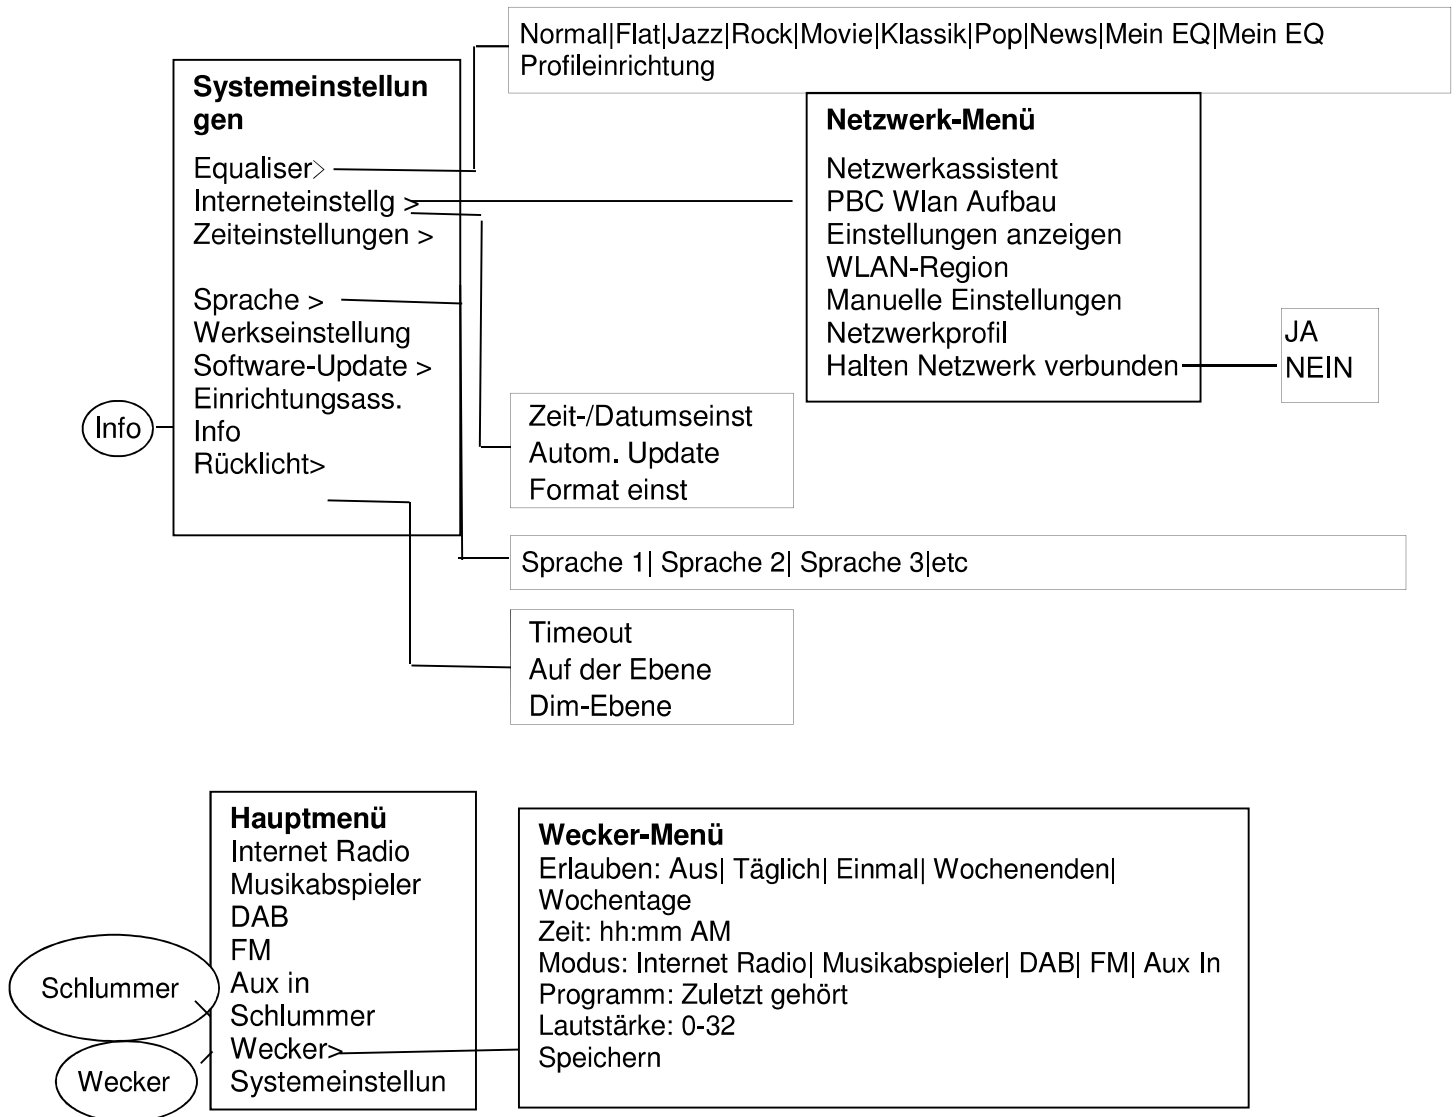 Normal|Flat|Jazz|Rock|Movie|Klassik|Pop|News|Mein EQ|Mein EQ
Profileinrichtung
Systemeinstellun
gen
Equaliser>
Interneteinstellg >
Zeiteinstellungen >
Sprache >
Werkseinstellung
Software-Update >
Einrichtungsass.
Info
Rücklicht>
Info
Netzwerk-Menü
Netzwerkassistent
PBC Wlan Aufbau
Einstellungen anzeigen
WLAN-Region
Manuelle Einstellungen
Netzwerkprofil
Halten Netzwerk verbunden
JA
NEIN
Zeit-/Datumseinst
Autom. Update
Format einst
Sprache 1| Sprache 2| Sprache 3|etc
Timeout
Auf der Ebene
Dim-Ebene
Hauptmenü
Internet Radio
Musikabspieler
DAB
FM
Aux in
Schlummer
Wecker>
Systemeinstellun
Schlummer
Wecker
Wecker-Menü
Erlauben: Aus| Täglich| Einmal| Wochenenden|
Wochentage
Zeit: hh:mm AM
Modus: Internet Radio| Musikabspieler| DAB| FM| Aux In
Programm: Zuletzt gehört
Lautstärke: 0-32
Speichern